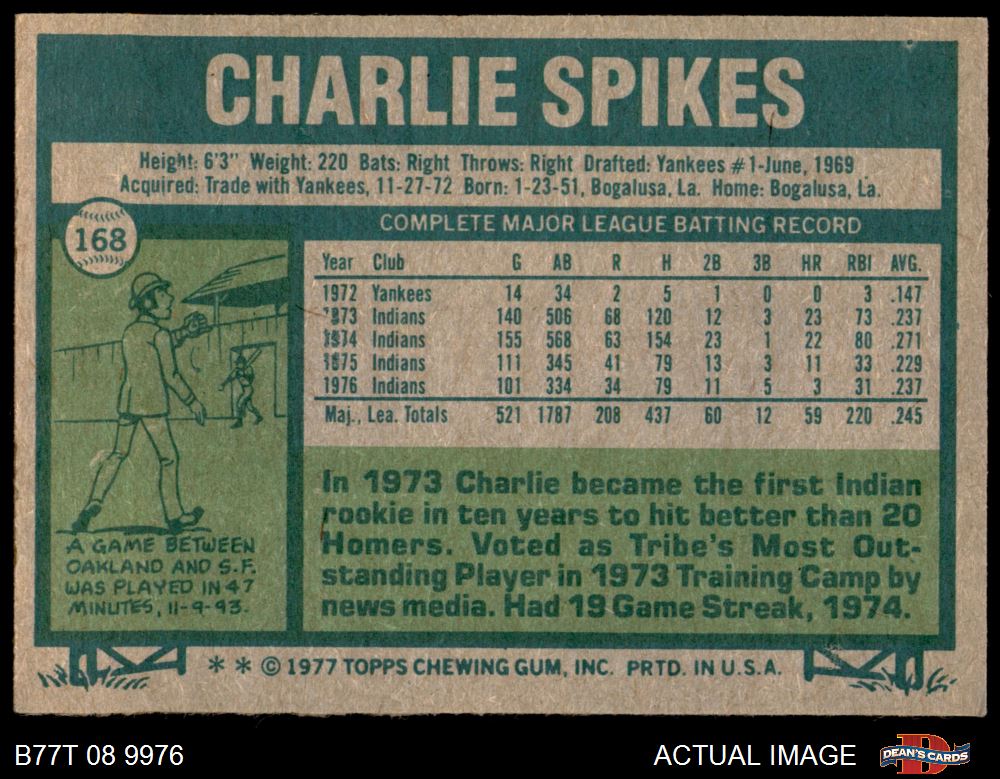 CHARLIE SPIKES
Height: 6'3" Weight: 220 Bats: Right Throws: Right Drafted: Yankees #1-June, 1969
Acquired: Trade with Yankees, 11-27-72 Born: 1-23-51, Bogalusa, La. Home: Bogalusa, La.
168
COMPLETE MAJOR LEAGUE BATTING RECORD
Year Club G AB R H 2B 3B HR RBI AVG.
1972 Yankees 14 34 2 5 1 0 0 3 .147
1973 Indians 140 506 68 120 12 3 23 73 .237
1974 Indians 155 568 63 154 23 1 22 80 .271
1975 Indians 111 345 41 79 13 3 11 33 .229
1976 Indians 101 334 34 79 11 5 3 31 .237
Maj., Lea. Totals 521 1787 208 437 60 12 59 220 .245
A GAME BETWEEN
OAKLAND AND S.F.
WAS PLAYED IN 47
MINUTES, 11-9-93.
In 1973 Charlie became the first Indian
rookie in ten years to hit better than 20
Homers. Voted as Tribe's Most Out-
standing Player in 1973 Training Camp by
news media. Had 19 Game Streak, 1974.
** © 1977 TOPPS CHEWING GUM, INC. PRTD. IN U.S.A.
B77T 08 9976
ACTUAL IMAGE
DEAN'S CARDS